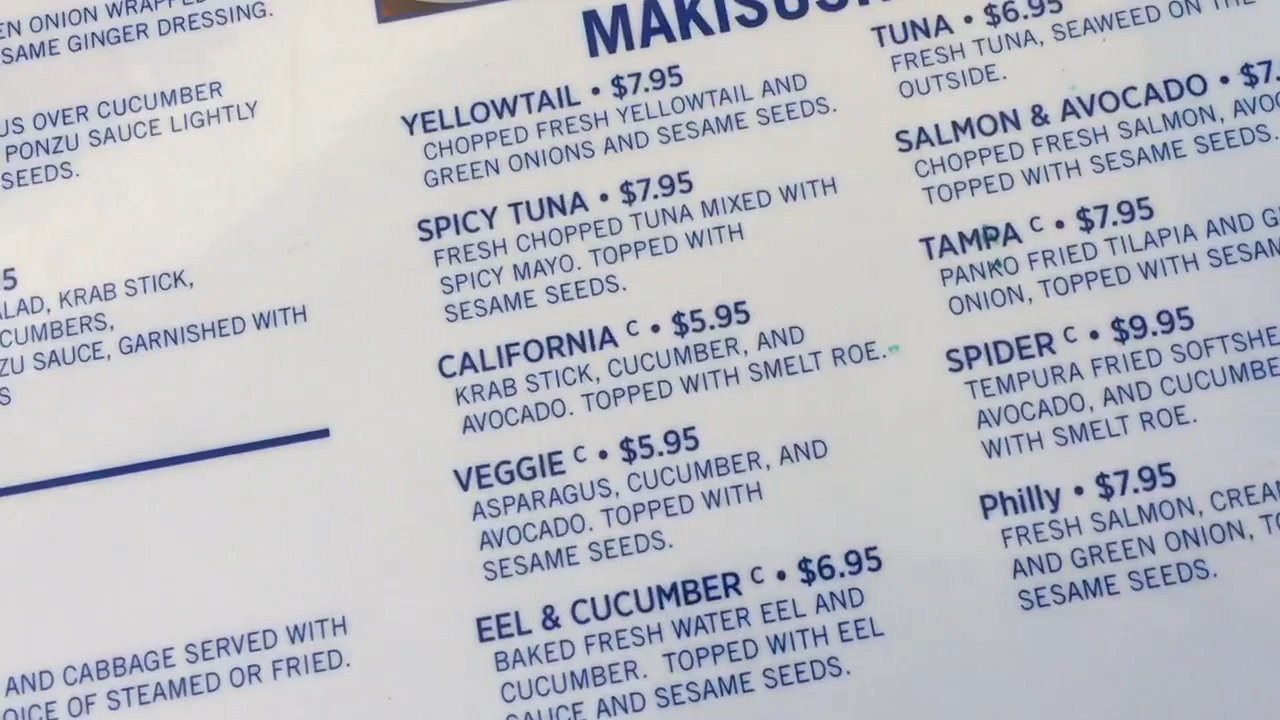 EN ONION WRAPPED
SAME GINGER DRESSING.
US OVER CUCUMBER
PONZU SAUCE LIGHTLY
SEEDS.
5
KRAB STICK,
CUMBERS,
ZU SAUCE, GARNISHED WITH
S
AND CABBAGE SERVED WITH
OICE OF STEAMED OR FRIED.
YELLOWTAIL • $7.95
CHOPPED FRESH YELLOWTAIL AND
GREEN ONIONS AND SESAME SEEDS.
SPICY TUNA • $7.95
FRESH CHOPPED TUNA MIXED WITH
SPICY MAYO. TOPPED WITH
SESAME SEEDS.
CALIFORNIA C • $5.95
KRAB STICK, CUCUMBER, AND
AVOCADO. TOPPED WITH SMELT ROE.
VEGGIE C • $5.95
ASPARAGUS, CUCUMBER, AND
AVOCADO. TOPPED WITH
SESAME SEEDS.
EEL & CUCUMBER C • $6.95
BAKED FRESH WATER EEL AND
CUCUMBER. TOPPED WITH EEL
SAUCE AND SESAME SEEDS.
TUNA • $6.95
FRESH TUNA, SEAWEED ON THE
OUTSIDE.
SALMON & AVOCADO • $7.
CHOPPED FRESH SALMON, AVOC
TOPPED WITH SESAME SEEDS.
TAMPA C • $7.95
PANKO FRIED TILAPIA AND G
ONION, TOPPED WITH SESAM
SPIDER C • $9.95
TEMPURA FRIED SOFTSHE
AVOCADO, AND CUCUMBE
WITH SMELT ROE.
Philly • $7.95
FRESH SALMON, CREA
AND GREEN ONION, TO
SESAME SEEDS.